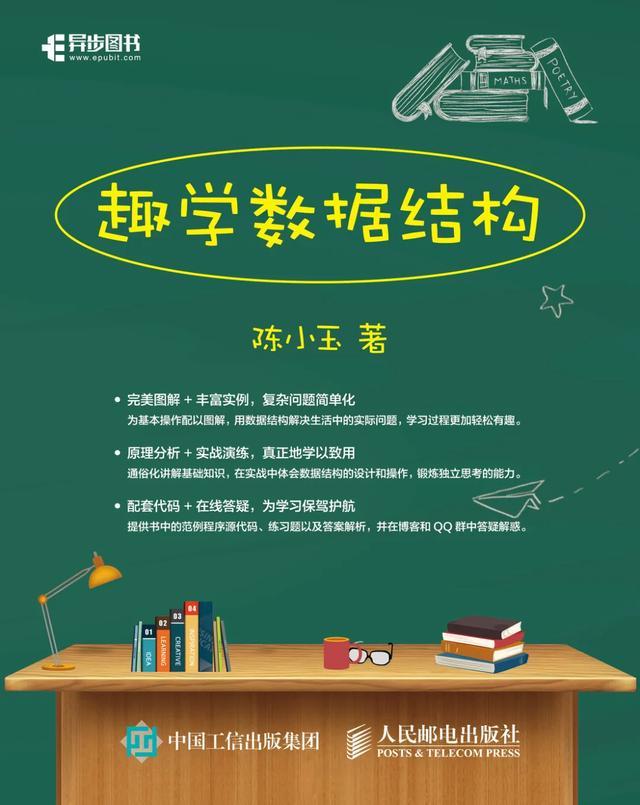 异步图书
www.epubit.com
MATHS
POETRY
趣学数据结构
陈小玉 著
• 完美图解 + 丰富实例，复杂问题简单化
为基本操作配以图解，用数据结构解决生活中的实际问题，学习过程更加轻松有趣。
• 原理分析 + 实战演练，真正地学以致用
通俗化讲解基础知识，在实战中体会数据结构的设计和操作，锻炼独立思考的能力。
• 配套代码 + 在线答疑，为学习保驾护航
提供书中的范例程序源代码、练习题以及答案解析，并在博客和 QQ 群中答疑解惑。
01
IDEA
02
LEARNING
03
CREATIVE
04
INSPIRATION
中国工信出版集团
人民邮电出版社
POSTS & TELECOM PRESS